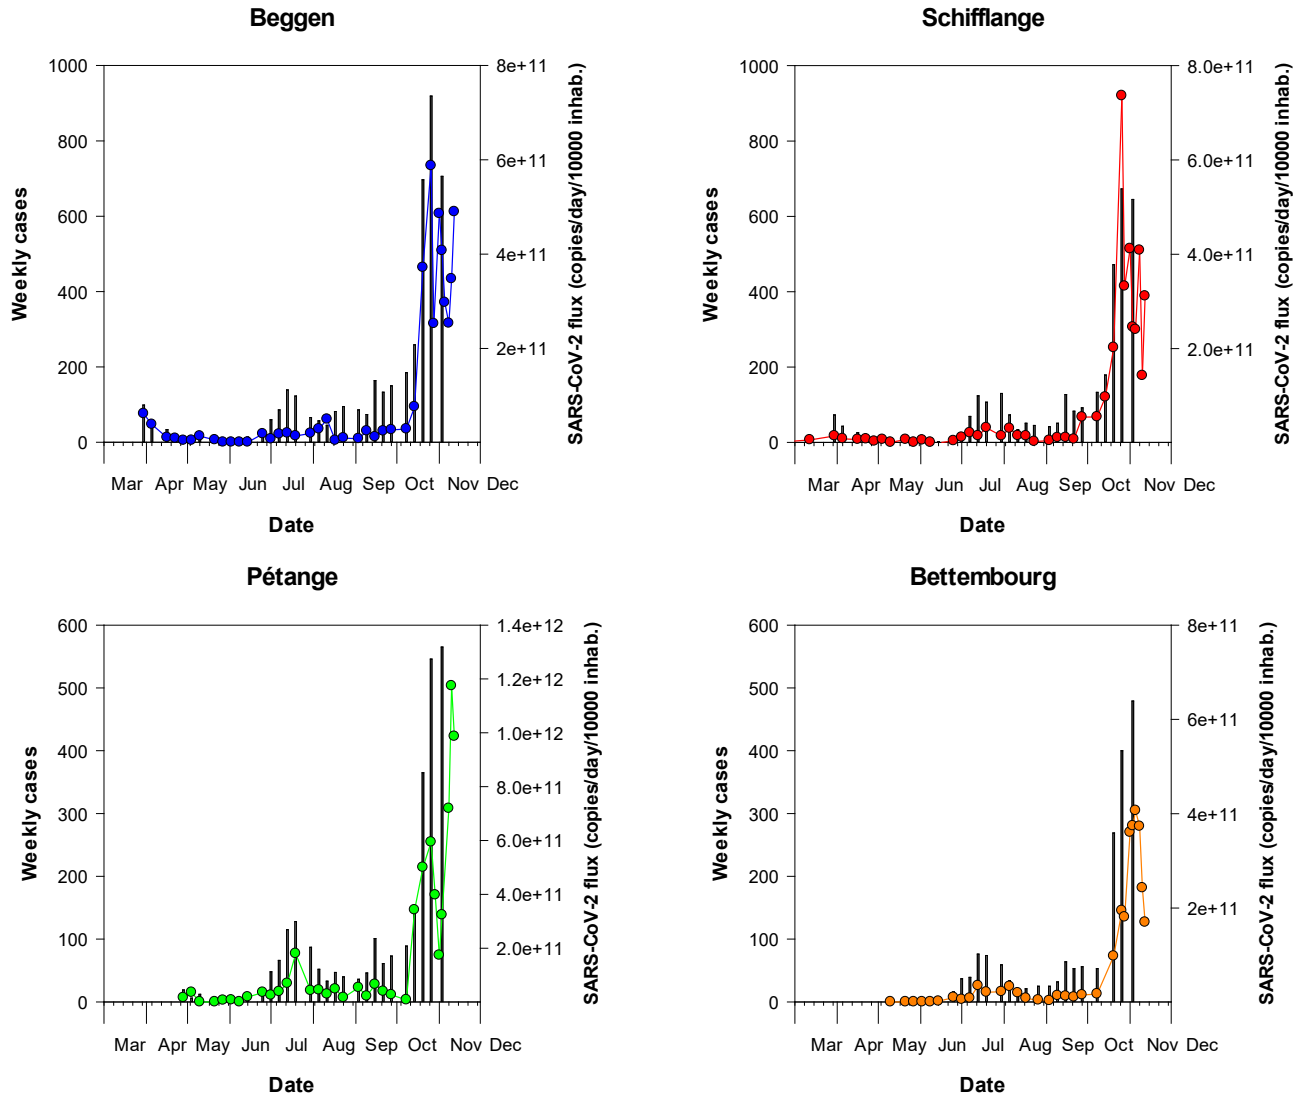 Beggen
1000
800
600
400
200
0
8e+11
6e+11
4e+11
2e+11
Weekly cases
SARS-CoV-2 flux (copies/day/10000 inhab.)
Mar Apr May Jun Jul Aug Sep Oct Nov Dec
Date
Schifflange
1000
800
600
400
200
0
8.0e+11
6.0e+11
4.0e+11
2.0e+11
Weekly cases
SARS-CoV-2 flux (copies/day/10000 inhab.)
Mar Apr May Jun Jul Aug Sep Oct Nov Dec
Date
Pétange
600
500
400
300
200
100
0
1.4e+12
1.2e+12
1.0e+12
8.0e+11
6.0e+11
4.0e+11
2.0e+11
Weekly cases
SARS-CoV-2 flux (copies/day/10000 inhab.)
Mar Apr May Jun Jul Aug Sep Oct Nov Dec
Date
Bettembourg
600
500
400
300
200
100
0
8e+11
6e+11
4e+11
2e+11
Weekly cases
SARS-CoV-2 flux (copies/day/10000 inhab.)
Mar Apr May Jun Jul Aug Sep Oct Nov Dec
Date